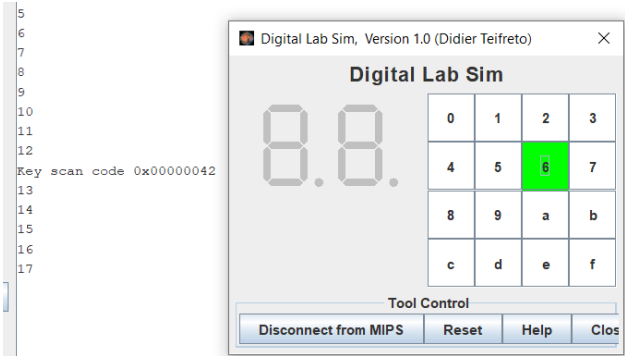 5
6
7
8
9
10
11
12
Key scan code 0x00000042
13
14
15
16
17
Digital Lab Sim, Version 1.0 (Didier Teifreto)
Digital Lab Sim
0 1 2 3
4 5 6 7
8 9 a b
c d e f
Tool Control
Disconnect from MIPS Reset Help Clos